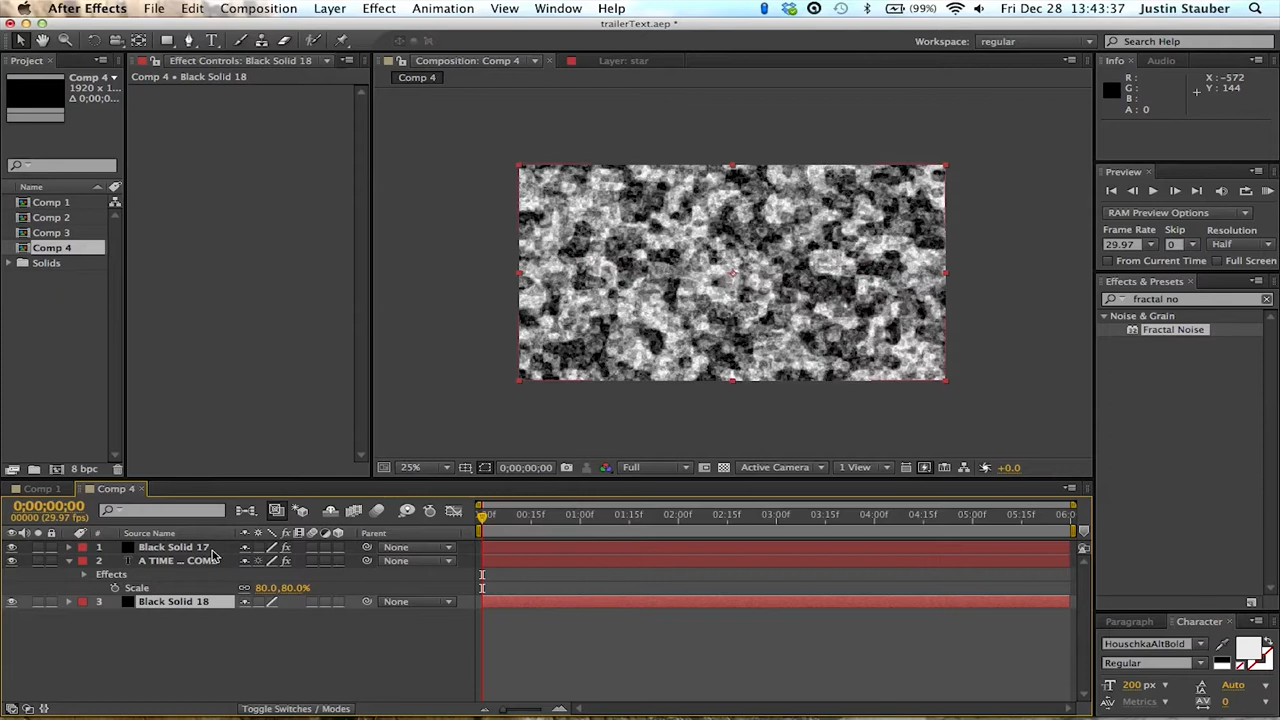 After Effects File Edit Composition Layer Effect Animation View Window Help (99%) Fri Dec 28 13:43:37 Justin Stauber
trailerText.aep *
Workspace: regular Search Help
Project Effect Controls: Black Solid 18 Composition: Comp 4 Layer: star Info Audio
Comp 4 Comp 4 • Black Solid 18 Comp 4 R: X: -572
1920 x 1... G: Y: 144
Δ 0;00;0... B:
A: 0
Preview
Name
Comp 1
RAM Preview Options
Comp 2
Frame Rate Skip Resolution
Comp 3
29.97 0 Half
Comp 4
From Current Time Full Screen
Solids
Effects & Presets
fractal no
Noise & Grain
Fractal Noise
8 bpc 25% 0;00;00;00 Full Active Camera 1 View +0.0
Comp 1 Comp 4
0;00;00;00
00000 (29.97 fps)
00:15f 01:00f 01:15f 02:00f 02:15f 03:00f 03:15f 04:00f 04:15f 05:00f 05:15f 06:0
# Source Name Parent
1 Black Solid 17 None
2 A TIME ... COM None
Effects
Scale 80.0,80.0%
3 Black Solid 18 None
Paragraph Character
HouschkaAltBold
Regular
200 px Auto
Metrics 0
Toggle Switches / Modes